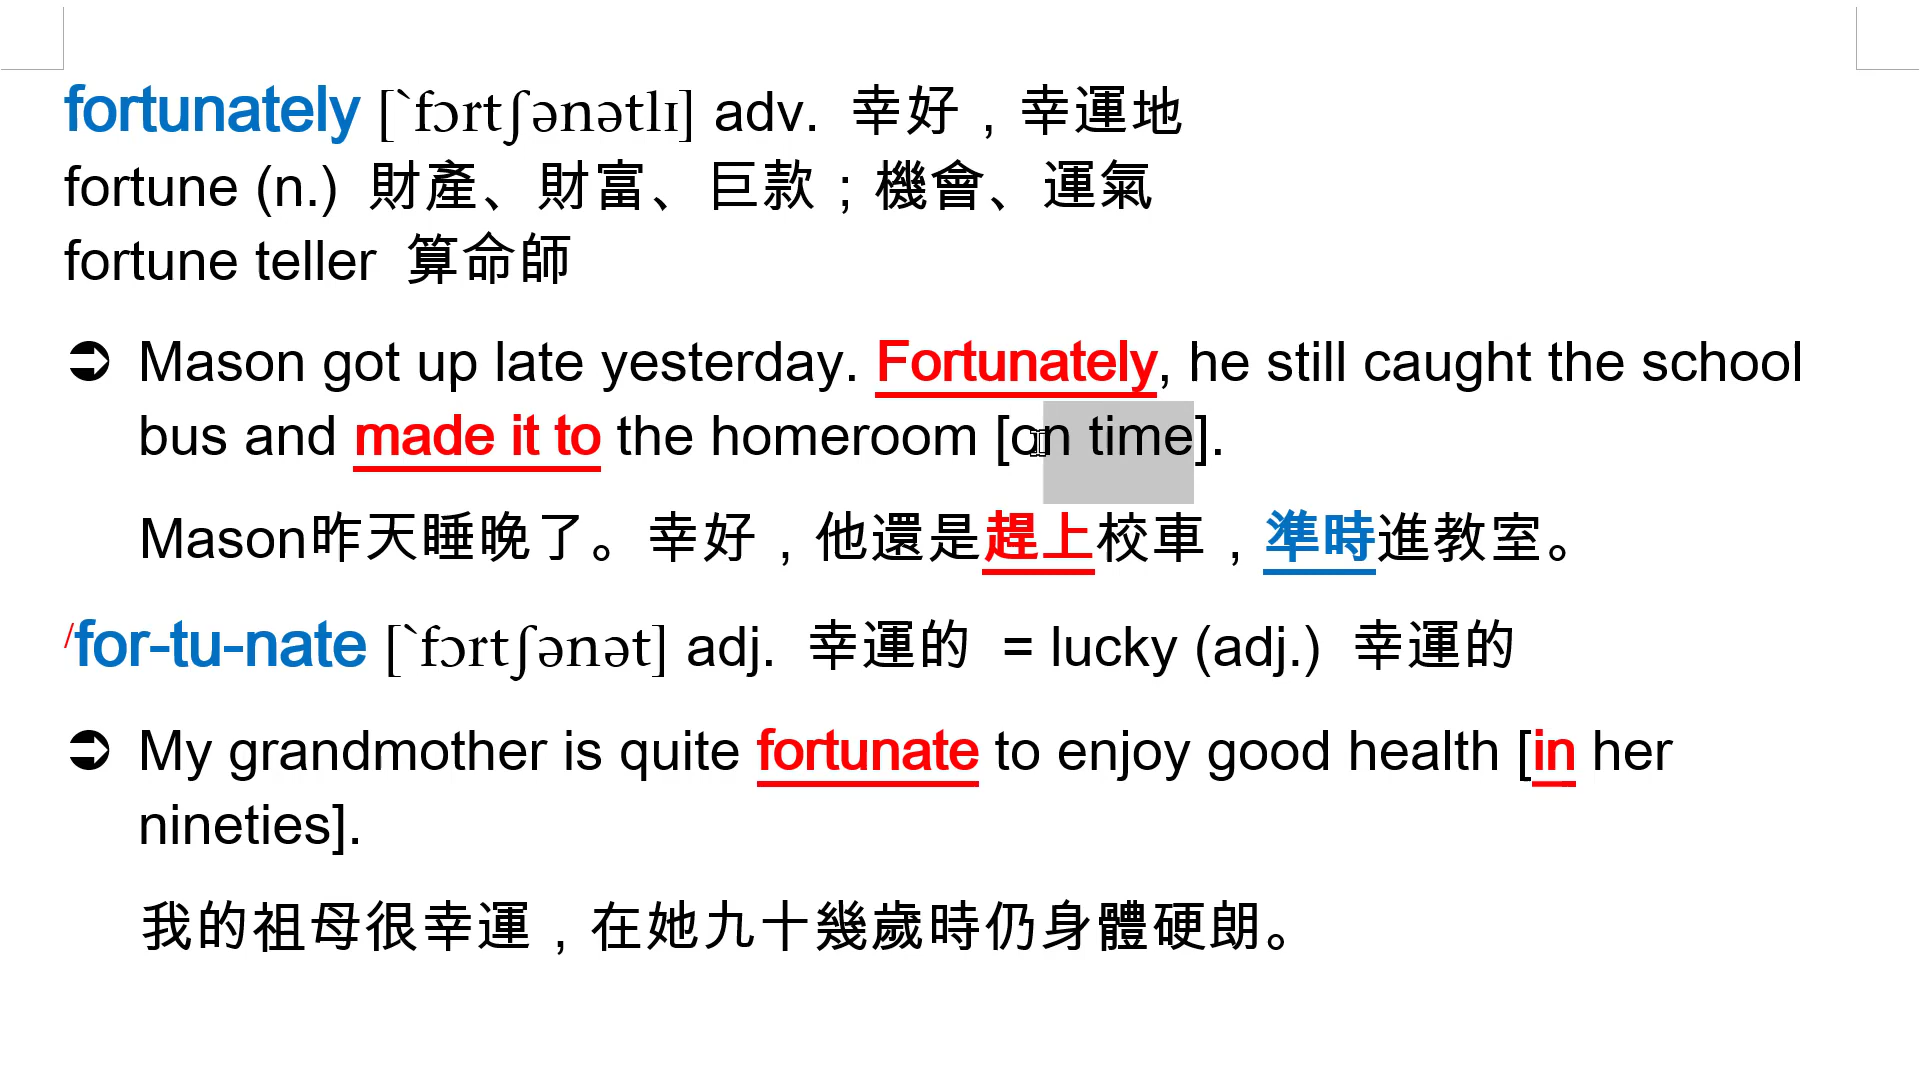 fortunately [ˋfɔrtʃənətlɪ] adv. 幸好，幸運地
fortune (n.) 財產、財富、巨款；機會、運氣
fortune teller 算命師
➲ Mason got up late yesterday. Fortunately, he still caught the school
bus and made it to the homeroom [on time].
Mason昨天睡晚了。幸好，他還是趕上校車，準時進教室。
/for-tu-nate [ˋfɔrtʃənət] adj. 幸運的 = lucky (adj.) 幸運的
➲ My grandmother is quite fortunate to enjoy good health [in her
nineties].
我的祖母很幸運，在她九十幾歲時仍身體硬朗。